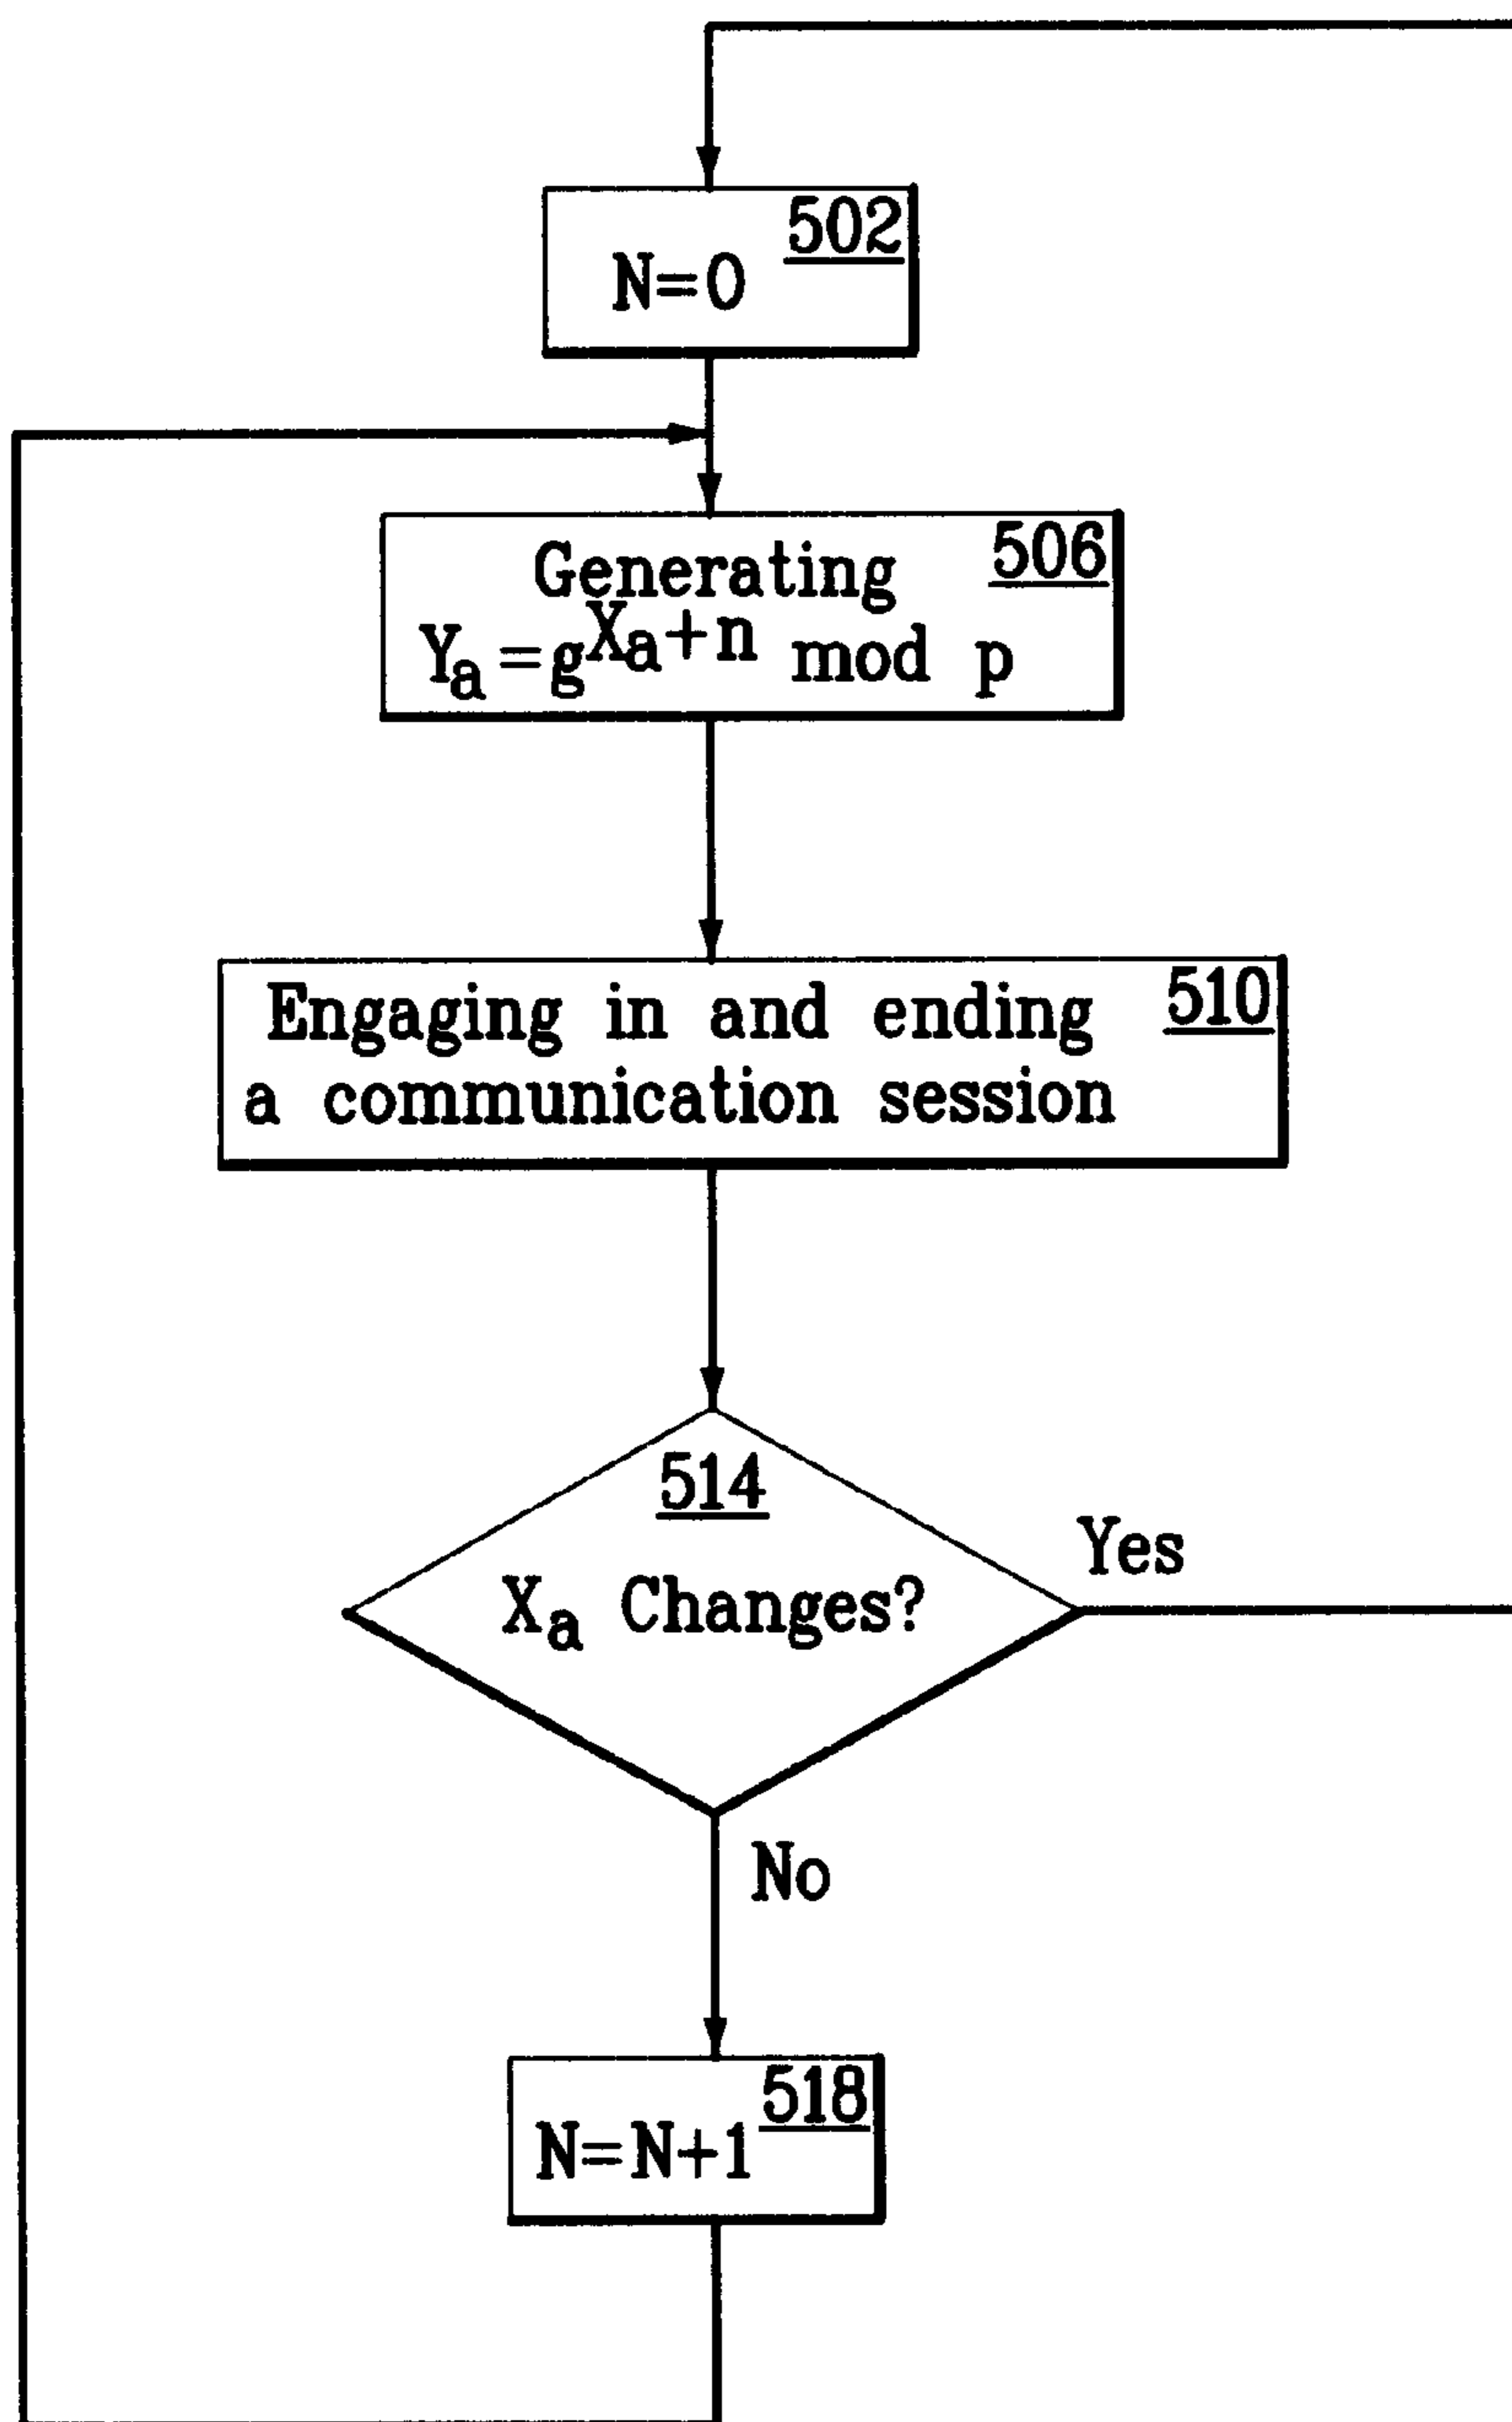 502
N=0
506
Generating
Yₐ=g^Xₐ+n mod p
510
Engaging in and ending
a communication session
514
Xₐ Changes?
Yes
No
518
N=N+1